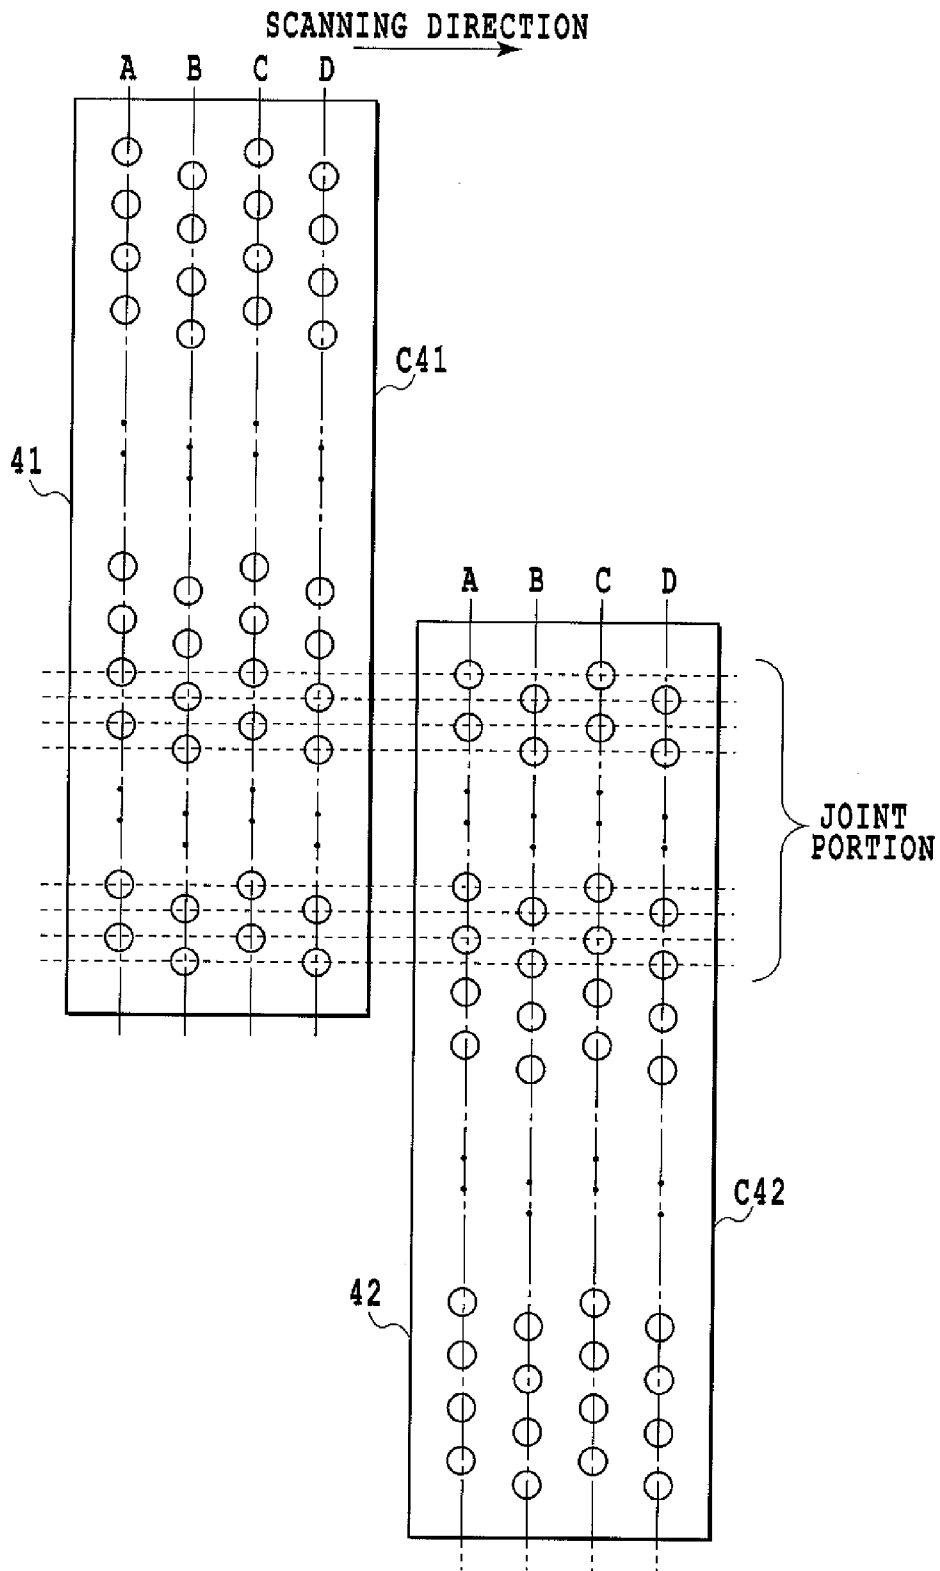 SCANNING DIRECTION
A B C D
C41
41
A B C D
JOINT
PORTION
C42
42